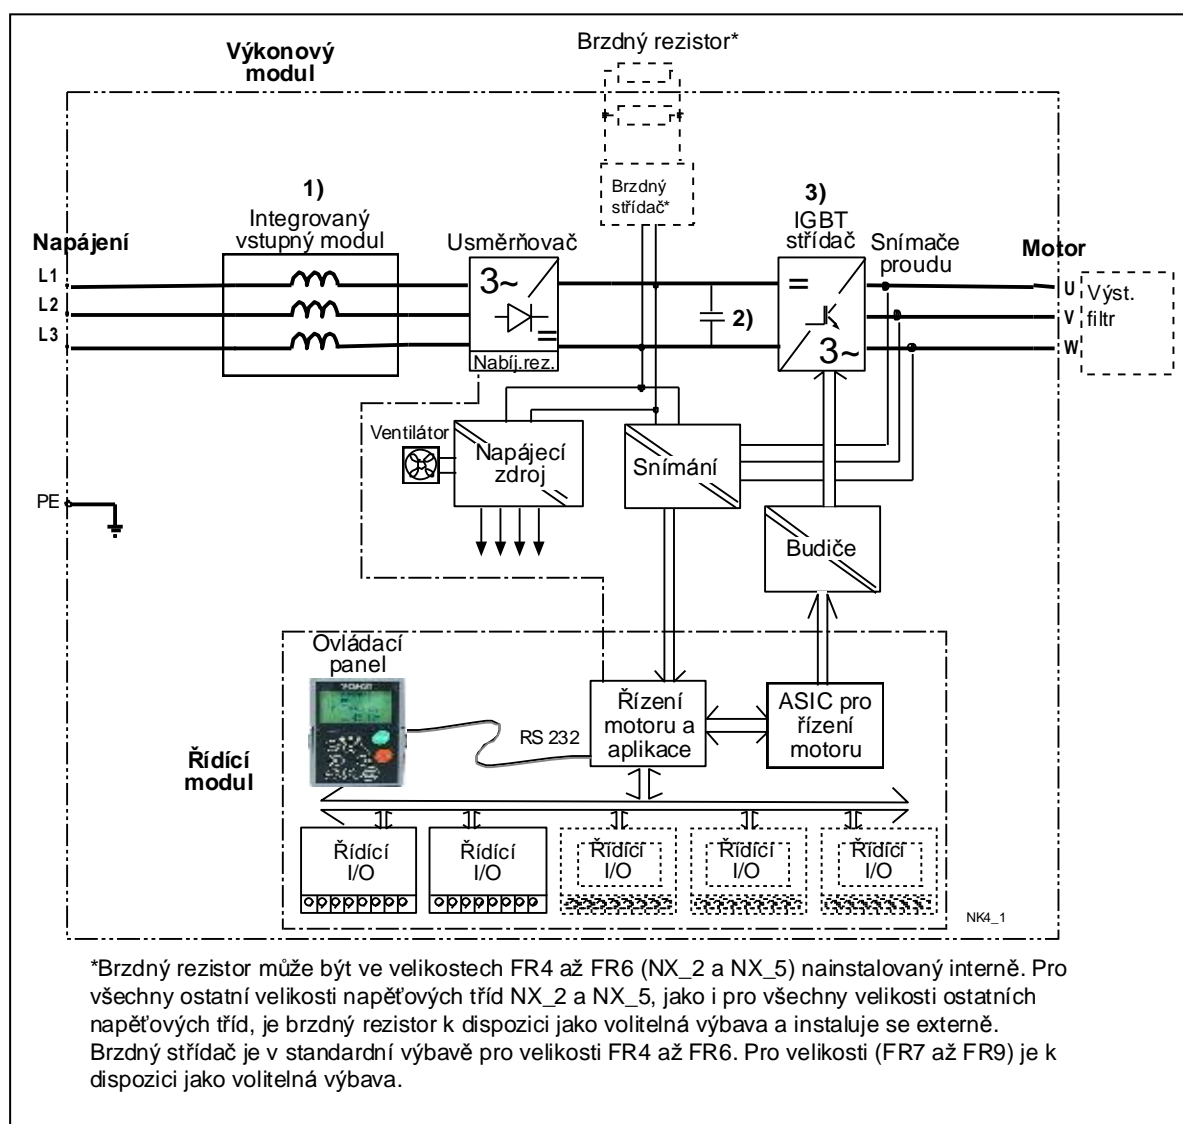 Brzdný rezistor*
Výkonový
modul
Brzdný
střídač*
1)
Integrovaný
vstupný modul
3)
IGBT
střídač
Napájení
Usměrňovač
Snímače
proudu
Motor
L1
L2
L3
3~
=
Nabíj.rez.
2)
=
3~
U
V
W
Výst.
filtr
Ventilátor
Napájecí
zdroj
Snímání
PE
Budiče
Ovládací
panel
Řízení
motoru a
aplikace
ASIC pro
řízení
motoru
RS 232
Řídící
modul
Řídící
I/O
Řídící
I/O
Řídící
I/O
Řídící
I/O
Řídící
I/O
NK4_1
*Brzdný rezistor může být ve velikostech FR4 až FR6 (NX_2 a NX_5) nainstalovaný interně. Pro
všechny ostatní velikosti napěťových tříd NX_2 a NX_5, jako i pro všechny velikosti ostatních
napěťových tříd, je brzdný rezistor k dispozici jako volitelná výbava a instaluje se externě.
Brzdný střídač je v standardní výbavě pro velikosti FR4 až FR6. Pro velikosti (FR7 až FR9) je k
dispozici jako volitelná výbava.